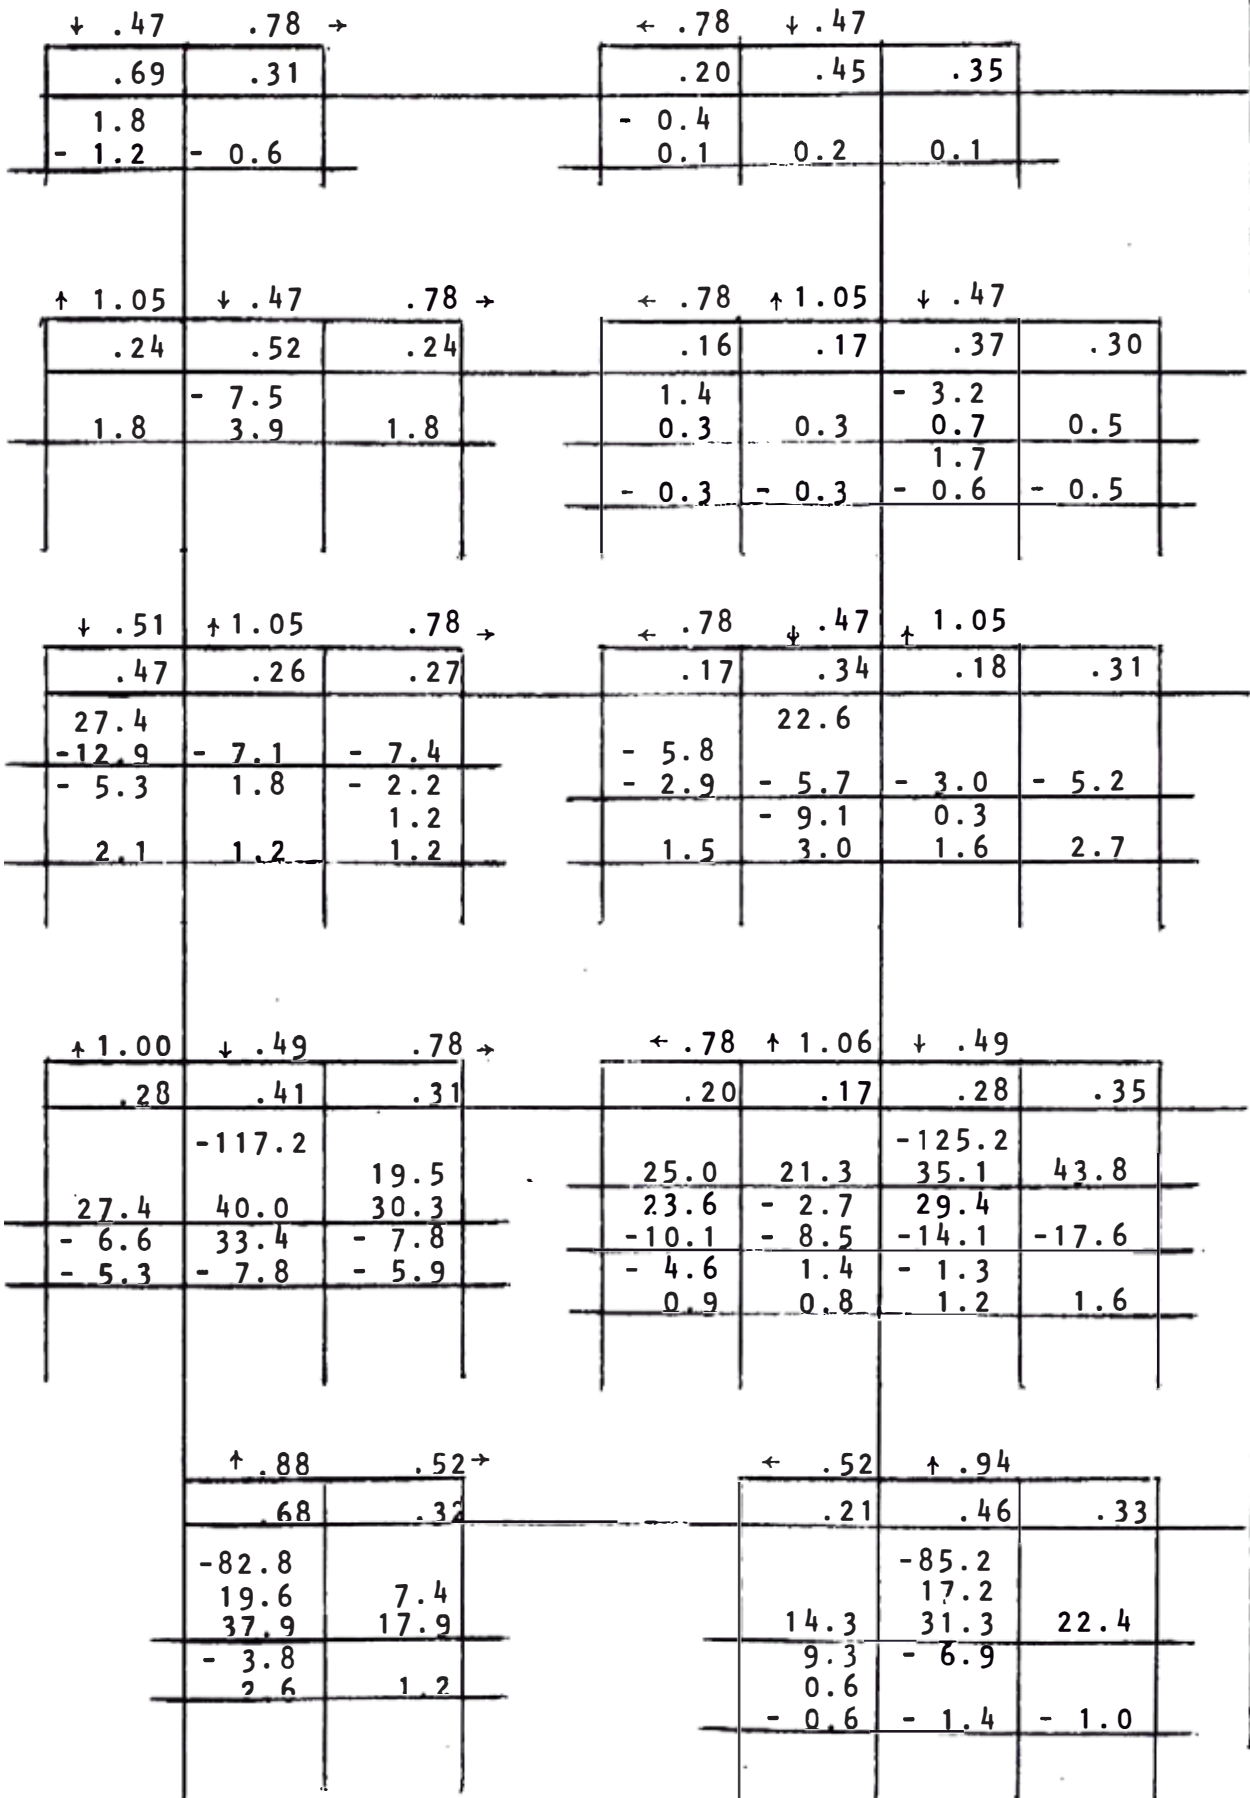 ↓ .47 .78 → ← .78 ↓ .47
.69 .31 .20 .45 .35
1.8 - 0.4
- 1.2 - 0.6 0.1 0.2 0.1
↑ 1.05 ↓ .47 .78 → ← .78 ↑ 1.05 ↓ .47
.24 .52 .24 .16 .17 .37 .30
- 7.5 1.4 - 3.2
1.8 3.9 1.8 0.3 0.3 0.7 0.5
1.7
- 0.3 - 0.3 - 0.6 - 0.5
↓ .51 ↑ 1.05 .78 → ← .78 ↓ .47 ↑ 1.05
.47 .26 .27 .17 .34 .18 .31
27.4 22.6
-12.9 - 7.1 - 7.4 - 5.8
- 5.3 1.8 - 2.2 - 2.9 - 5.7 - 3.0 - 5.2
1.2 - 9.1 0.3
2.1 1.2 1.2 1.5 3.0 1.6 2.7
↑ 1.00 ↓ .49 .78 → ← .78 ↑ 1.06 ↓ .49
.28 .41 .31 .20 .17 .28 .35
-117.2 -125.2
19.5 25.0 21.3 35.1 43.8
27.4 40.0 30.3 23.6 - 2.7 29.4
- 6.6 33.4 - 7.8 -10.1 - 8.5 -14.1 -17.6
- 5.3 - 7.8 - 5.9 - 4.6 1.4 - 1.3
0.9 0.8 1.2 1.6
↑ .88 .52 → ← .52 ↑ .94
.68 .32 .21 .46 .33
-82.8 -85.2
19.6 7.4 17.2
37.9 17.9 14.3 31.3 22.4
- 3.8 9.3 - 6.9
2.6 1.2 0.6
- 0.6 - 1.4 - 1.0